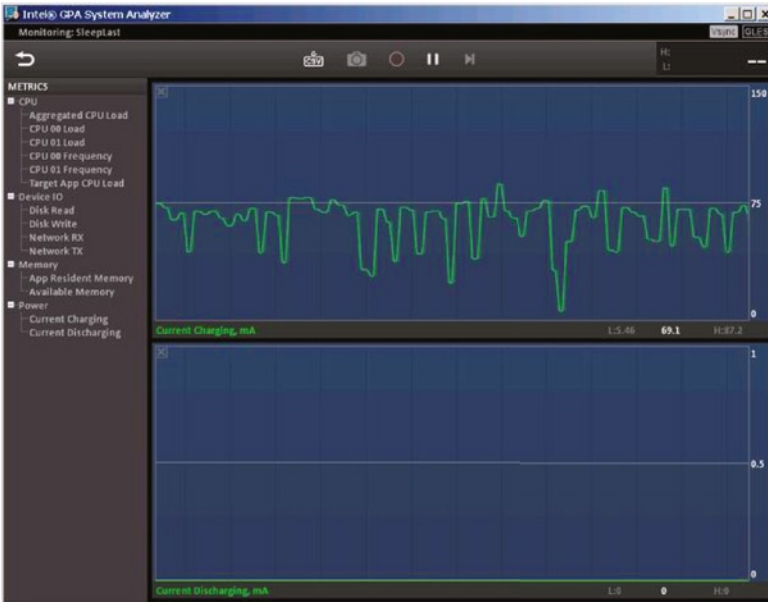 Intel® GPA System Analyzer
Monitoring: SleepLast
Vsync GLES
CSV
H:
L:
--
METRICS
CPU
Aggregated CPU Load
CPU 00 Load
CPU 01 Load
CPU 00 Frequency
CPU 01 Frequency
Target App CPU Load
Device IO
Disk Read
Disk Write
Network RX
Network TX
Memory
App Resident Memory
Available Memory
Power
Current Charging
Current Discharging
150
75
0
Current Charging, mA L:5.46 69.1 H:87.2
1
0.5
0
Current Discharging, mA L:0 0 H:0